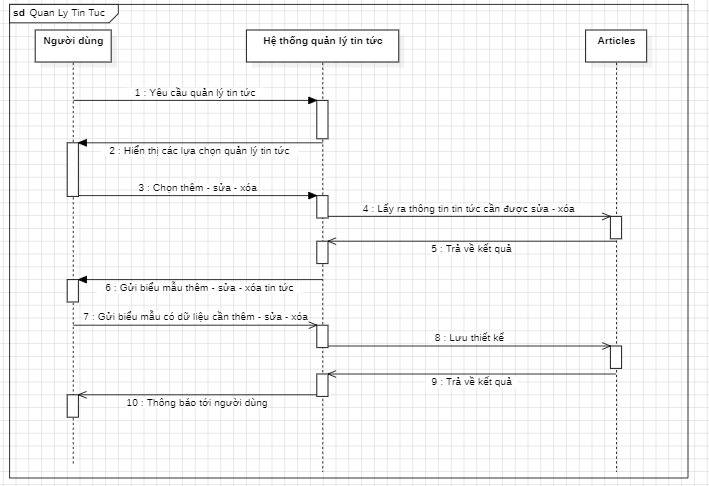 sd Quan Ly Tin Tuc
Người dùng
Hệ thống quản lý tin tức
Articles
1 : Yêu cầu quản lý tin tức
2 : Hiển thị các lựa chọn quản lý tin tức
3 : Chọn thêm - sửa - xóa
4 : Lấy ra thông tin tin tức cần được sửa - xóa
5 : Trả về kết quả
6 : Gửi biểu mẫu thêm - sửa - xóa tin tức
7 : Gửi biểu mẫu có dữ liệu cần thêm - sửa - xóa
8 : Lưu thiết kế
9 : Trả về kết quả
10 : Thông báo tới người dùng